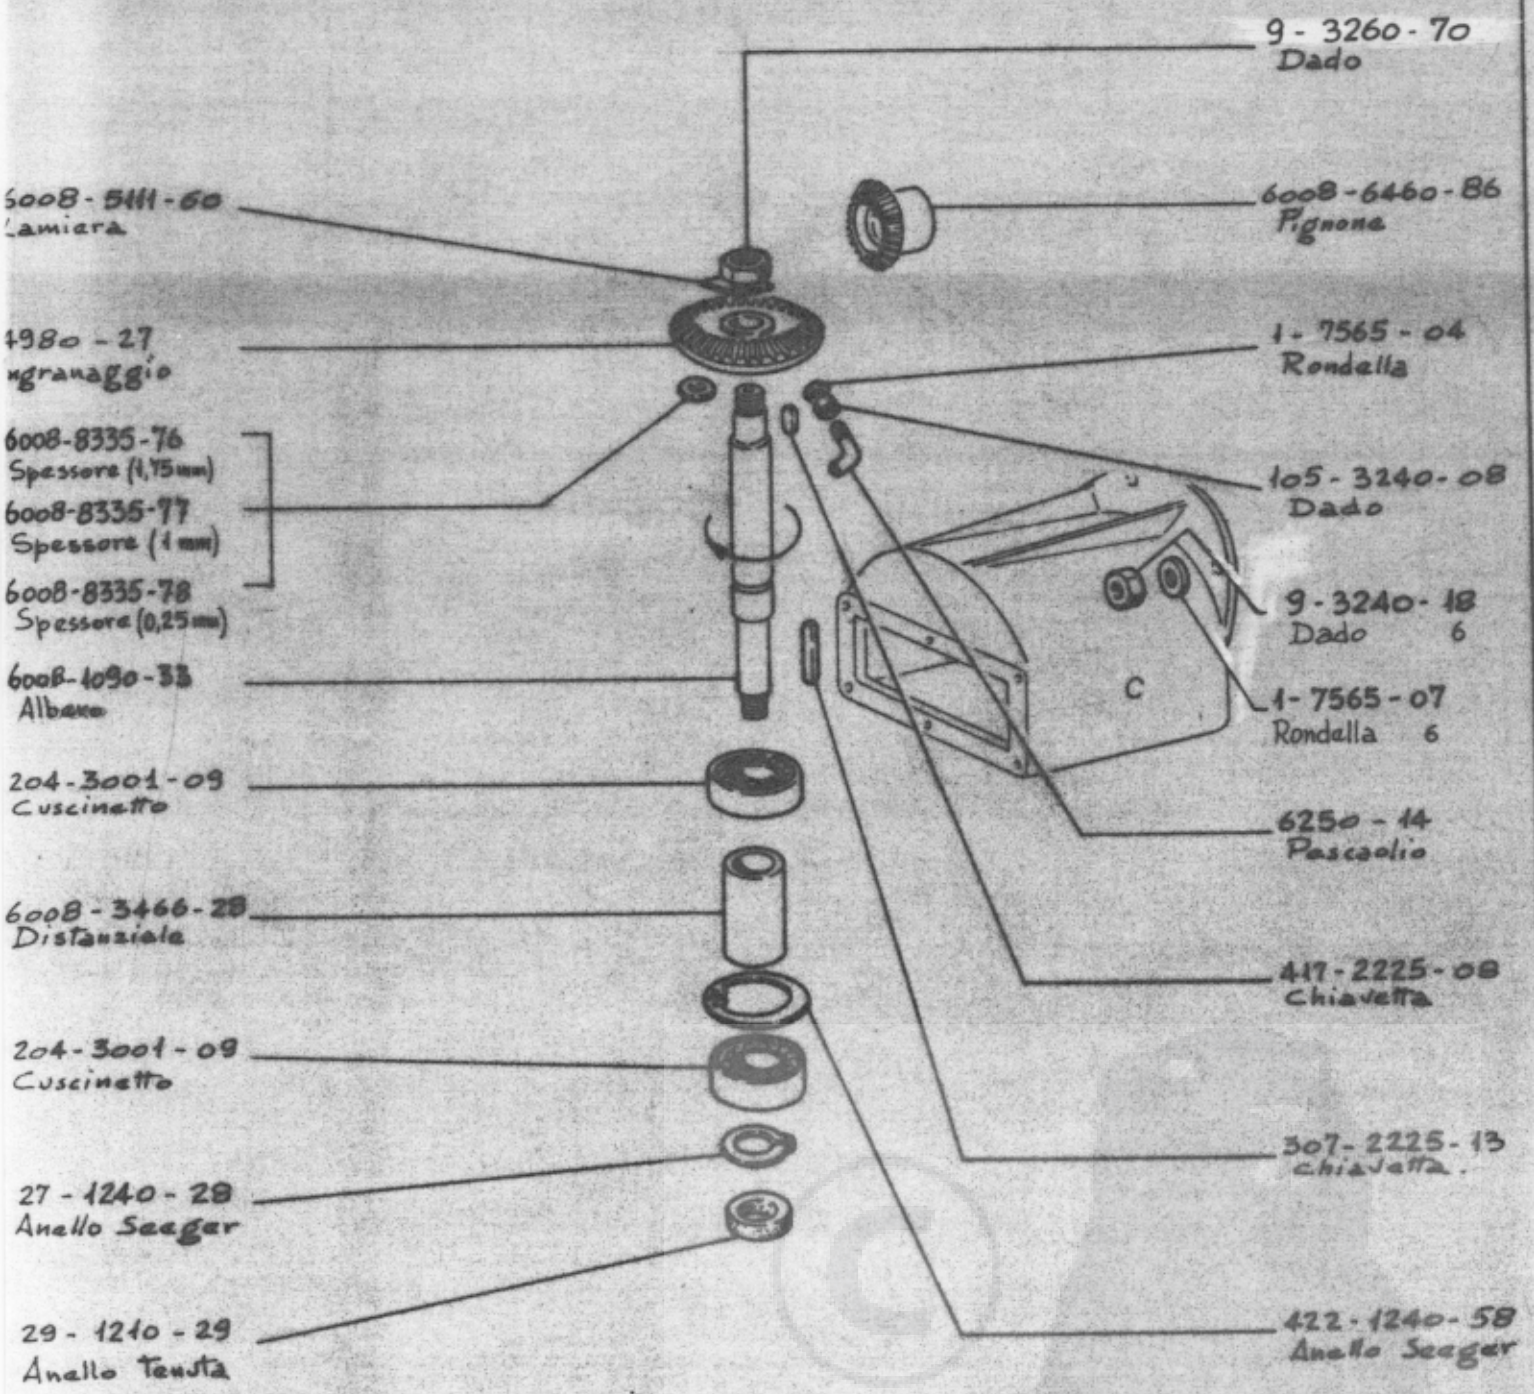 9 - 3260 - 70
Dado
6008 - 5111 - 60
Lamiera
6008-6460-86
Pignone
4980 - 27
ngranaggio
1 - 7565 - 04
Rondella
6008-8335-76
Spessore (1,75mm)
6008-8335-77
Spessore (1 mm)
6008-8335-78
Spessore (0,25mm)
105 - 3240 - 08
Dado
9 - 3240 - 18
Dado 6
6008-1090-33
Albero
C
1 - 7565 - 07
Rondella 6
204 - 3001 - 09
Cuscinetto
6250 - 14
Pescaolio
6008 - 3466 - 28
Distanziale
417 - 2225 - 08
Chiavetta
204 - 3001 - 09
Cuscinetto
307 - 2225 - 13
Chiavetta.
27 - 1240 - 28
Anello Seeger
C
29 - 1210 - 29
Anello Tenuta
422 - 1240 - 58
Anello Seeger